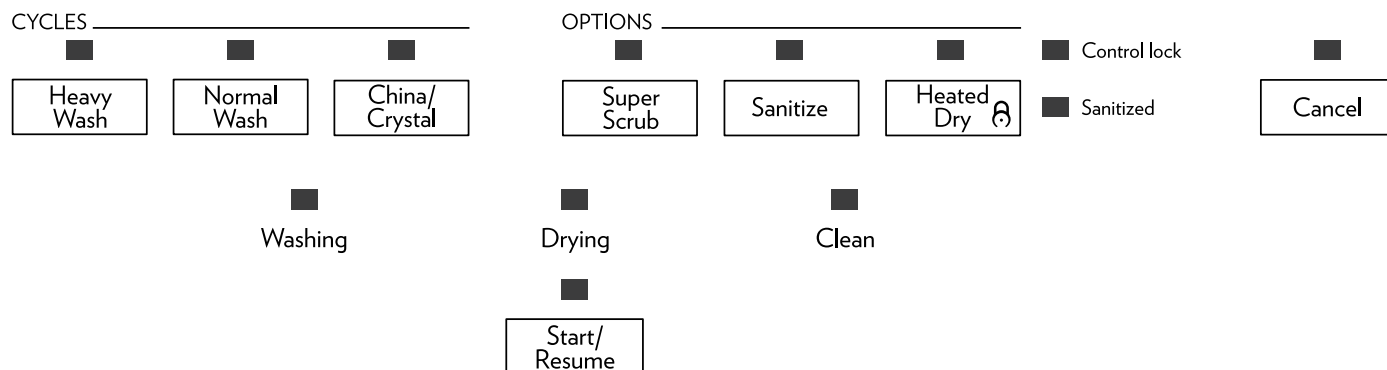 CYCLES
OPTIONS
Control lock
Heavy
Wash
Normal
Wash
China/
Crystal
Super
Scrub
Sanitize
Heated
Dry
Sanitized
Cancel
Washing
Drying
Clean
Start/
Resume